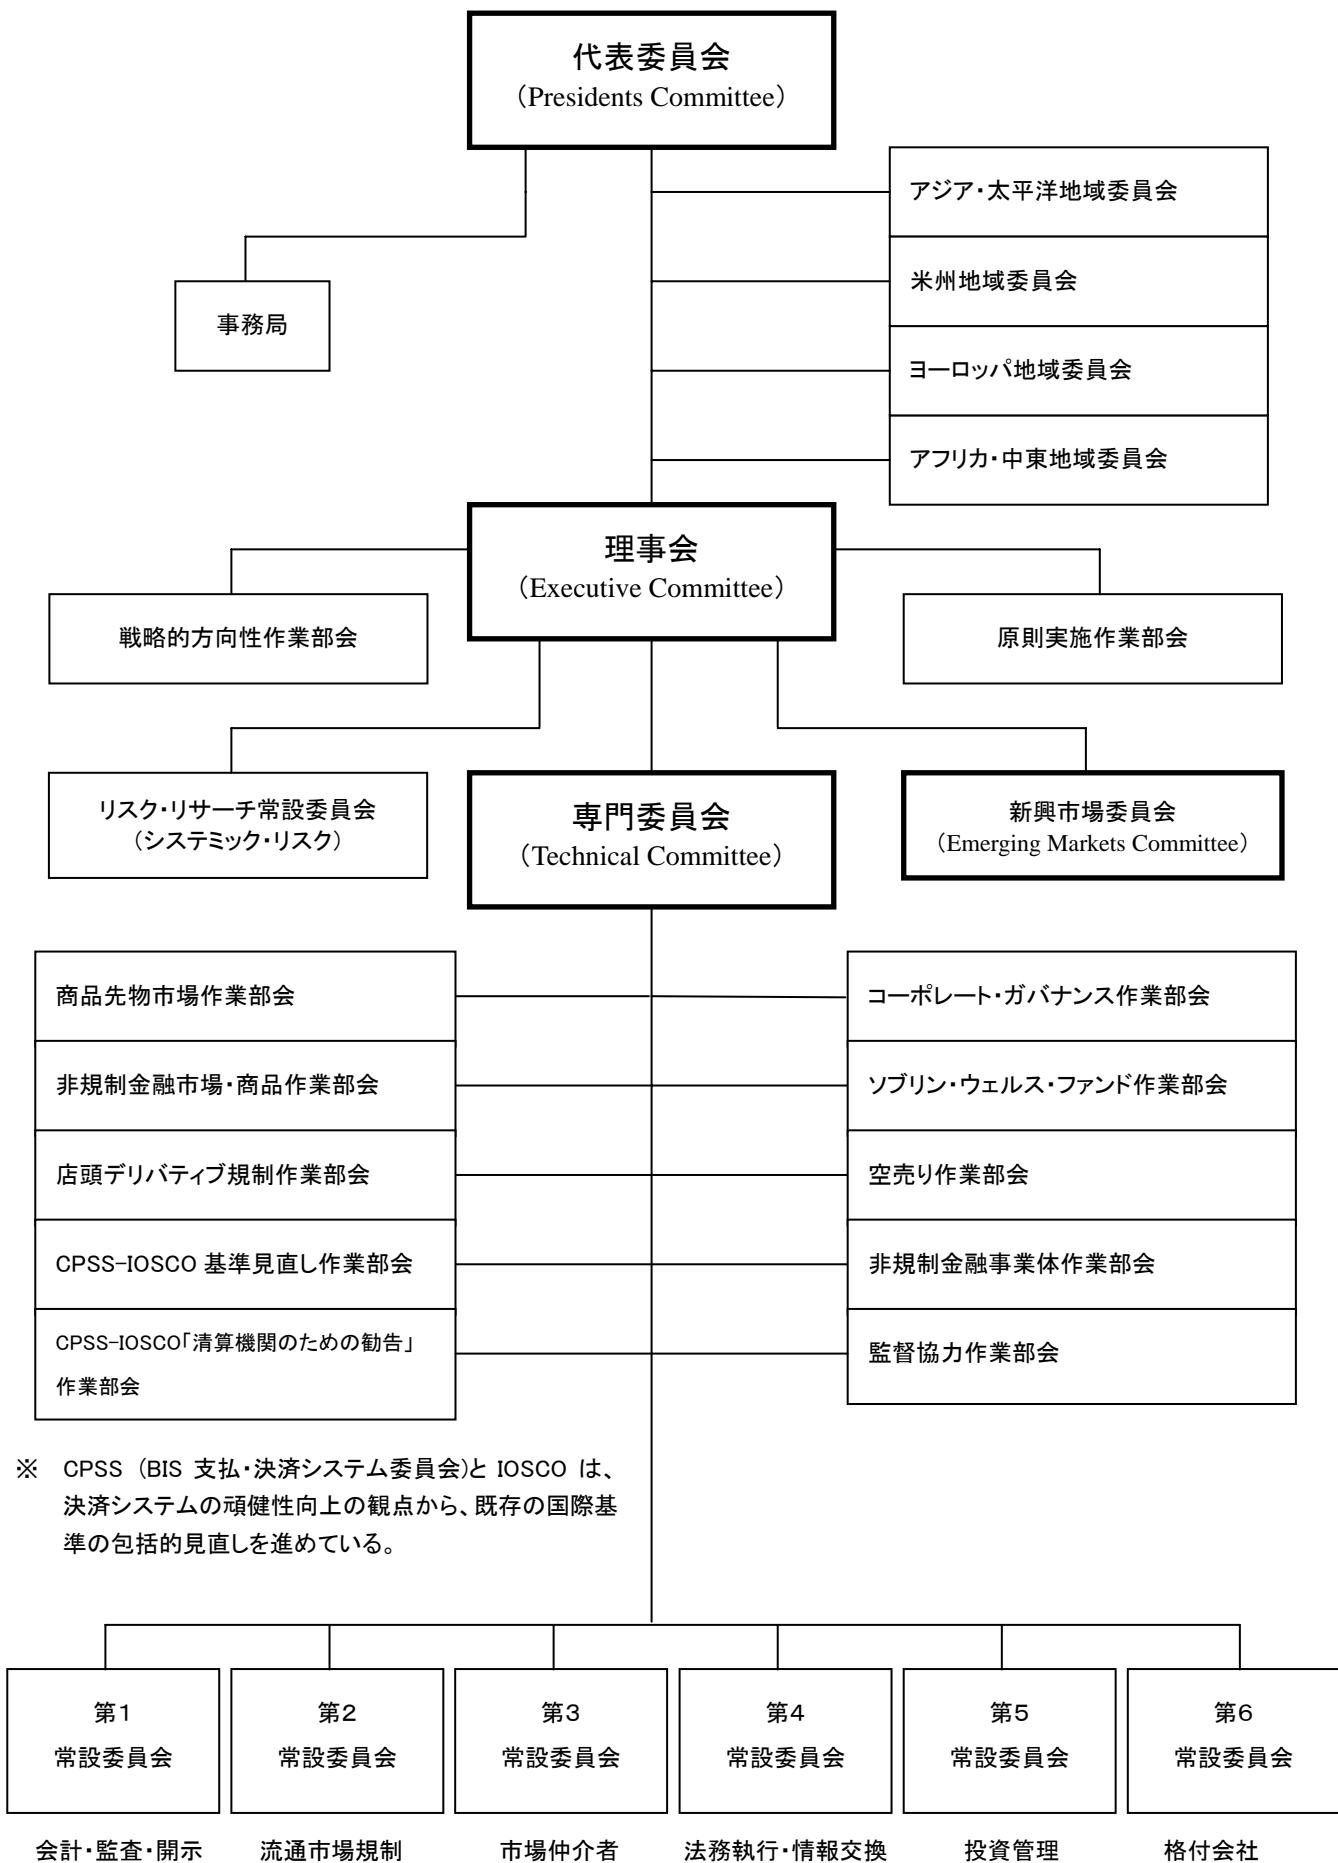 代表委員会
（Presidents Committee）
アジア・太平洋地域委員会
米州地域委員会
事務局
ヨーロッパ地域委員会
アフリカ・中東地域委員会
理事会
（Executive Committee）
戦略的方向性作業部会
原則実施作業部会
リスク・リサーチ常設委員会
（システミック・リスク）
専門委員会
（Technical Committee）
新興市場委員会
（Emerging Markets Committee）
商品先物市場作業部会
コーポレート・ガバナンス作業部会
非規制金融市場・商品作業部会
ソブリン・ウェルス・ファンド作業部会
店頭デリバティブ規制作業部会
空売り作業部会
CPSS-IOSCO 基準見直し作業部会
非規制金融事業体作業部会
CPSS-IOSCO「清算機関のための勧告」
作業部会
監督協力作業部会
※ CPSS （BIS 支払・決済システム委員会）と IOSCO は、
決済システムの頑健性向上の観点から、既存の国際基
準の包括的見直しを進めている。
第１
常設委員会
第２
常設委員会
第３
常設委員会
第４
常設委員会
第５
常設委員会
第６
常設委員会
会計・監査・開示
流通市場規制
市場仲介者
法務執行・情報交換
投資管理
格付会社